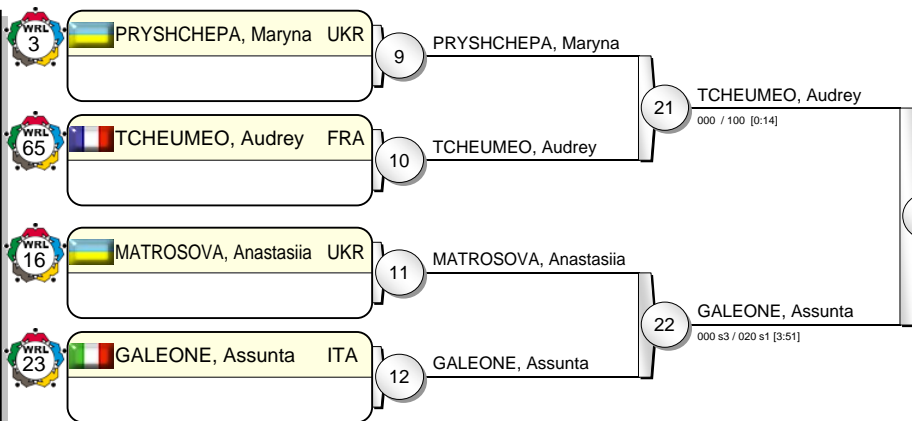 WRL
3
PRYSHCHEPA, Maryna UKR
9
PRYSHCHEPA, Maryna
21
TCHEUMEO, Audrey
000 / 100 [0:14]
WRL
65
TCHEUMEO, Audrey FRA
10
TCHEUMEO, Audrey
WRL
16
MATROSOVA, Anastasiia UKR
11
MATROSOVA, Anastasiia
22
GALEONE, Assunta
000 s3 / 020 s1 [3:51]
WRL
23
GALEONE, Assunta ITA
12
GALEONE, Assunta